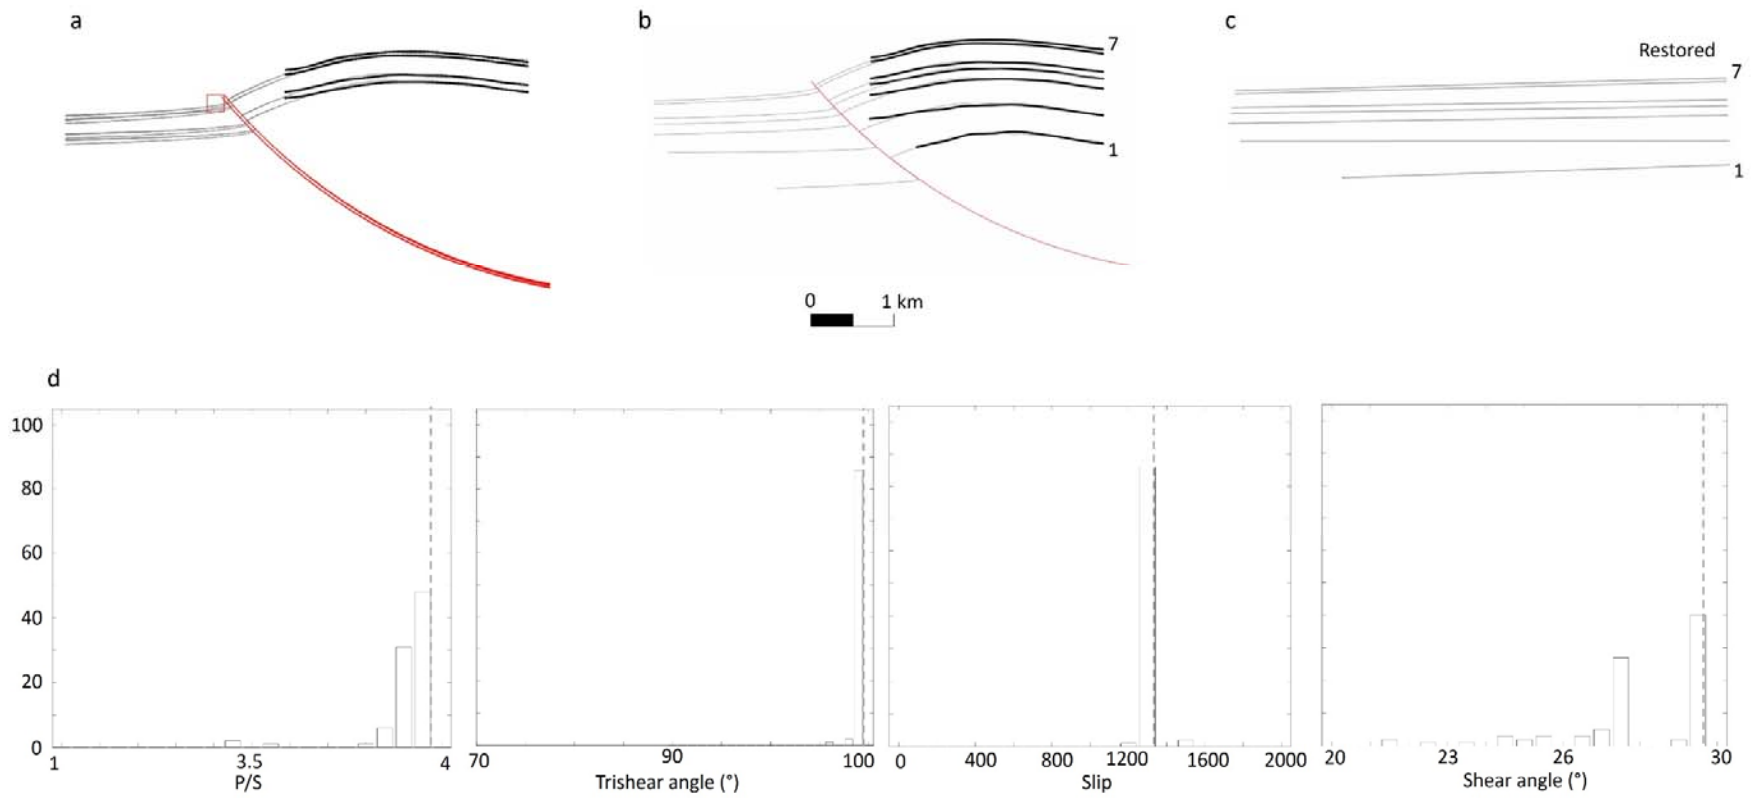 a
b
c
Restored
7
7
1
1
0 1 km
d
100
80
60
40
20
0
1 3.5 4
P/S
70 90 100
Trishear angle (°)
0 400 800 1200 1600 2000
Slip
20 23 26 30
Shear angle (°)